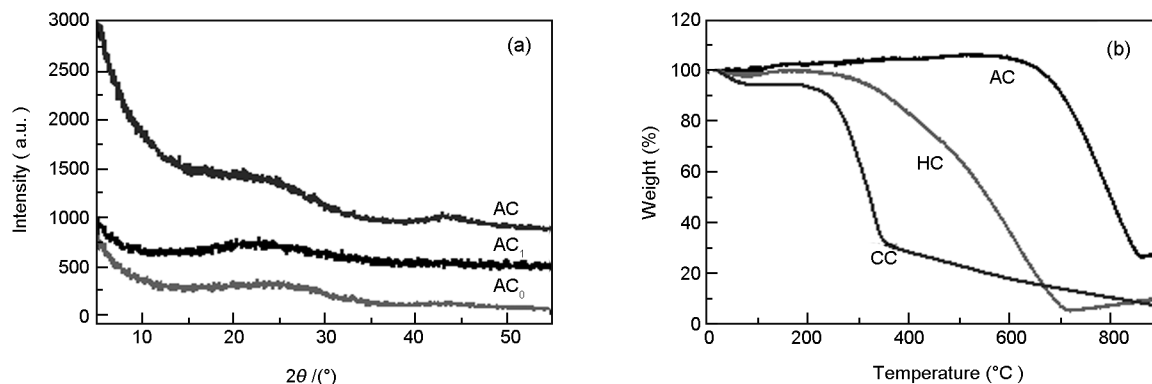 (a)
Intensity ( a.u. )
3000
2500
2000
1500
1000
500
0
AC
AC₁
AC₀
10 20 30 40 50
2θ /(°)
(b)
Weight (%)
120
100
80
60
40
20
0
AC
HC
CC
0 200 400 600 800
Temperature (°C)